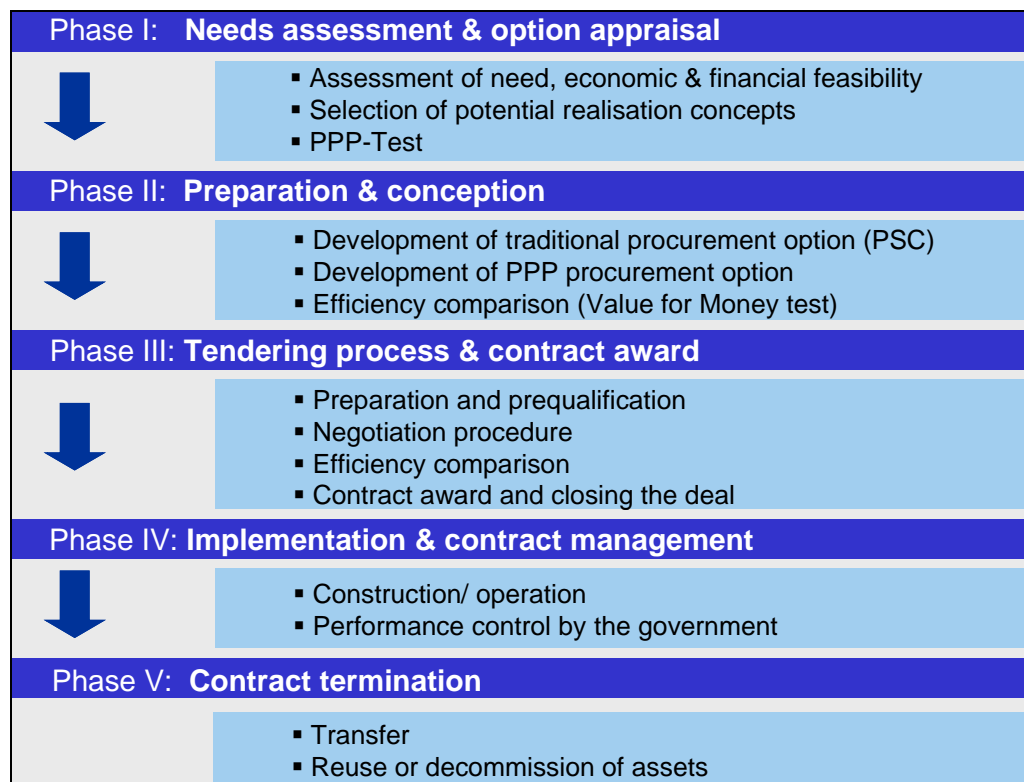 Phase I: Needs assessment & option appraisal
▪ Assessment of need, economic & financial feasibility
▪ Selection of potential realisation concepts
▪ PPP-Test
Phase II: Preparation & conception
▪ Development of traditional procurement option (PSC)
▪ Development of PPP procurement option
▪ Efficiency comparison (Value for Money test)
Phase III: Tendering process & contract award
▪ Preparation and prequalification
▪ Negotiation procedure
▪ Efficiency comparison
▪ Contract award and closing the deal
Phase IV: Implementation & contract management
▪ Construction/ operation
▪ Performance control by the government
Phase V: Contract termination
▪ Transfer
▪ Reuse or decommission of assets